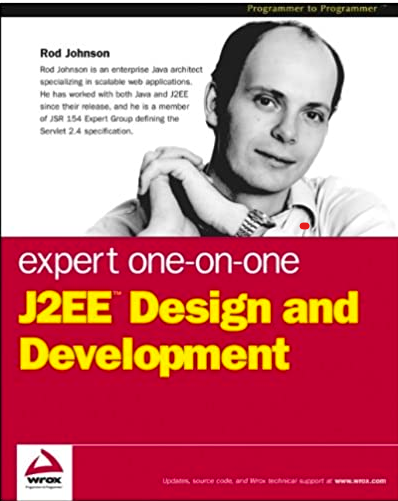 Programmer to Programmer™
Rod Johnson
Rod Johnson is an enterprise Java architect
specializing in scalable web applications.
He has worked with both Java and J2EE
since their release, and he is a member
of JSR 154 Expert Group defining the
Servlet 2.4 specification.
expert one-on-one
J2EE™ Design and
Development
wrox
Programmer to Programmer
Updates, source code, and Wrox technical support at www.wrox.com